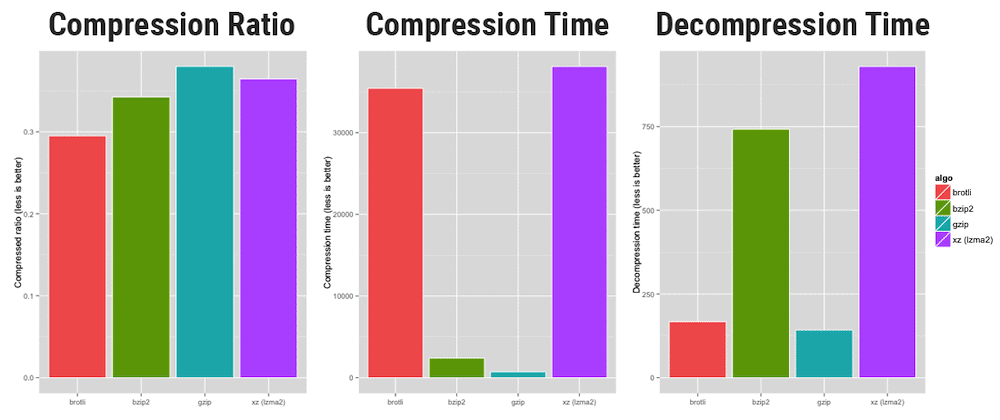 Compression Ratio
Compressed ratio (less is better)
0.3
0.2
0.1
0.0
brotli bzip2 gzip xz (lzma2)
Compression Time
Compression time (less is better)
30000
20000
10000
0
brotli bzip2 gzip xz (lzma2)
Decompression Time
Decompression time (less is better)
750
500
250
0
brotli bzip2 gzip xz (lzma2)
algo
brotli
bzip2
gzip
xz (lzma2)